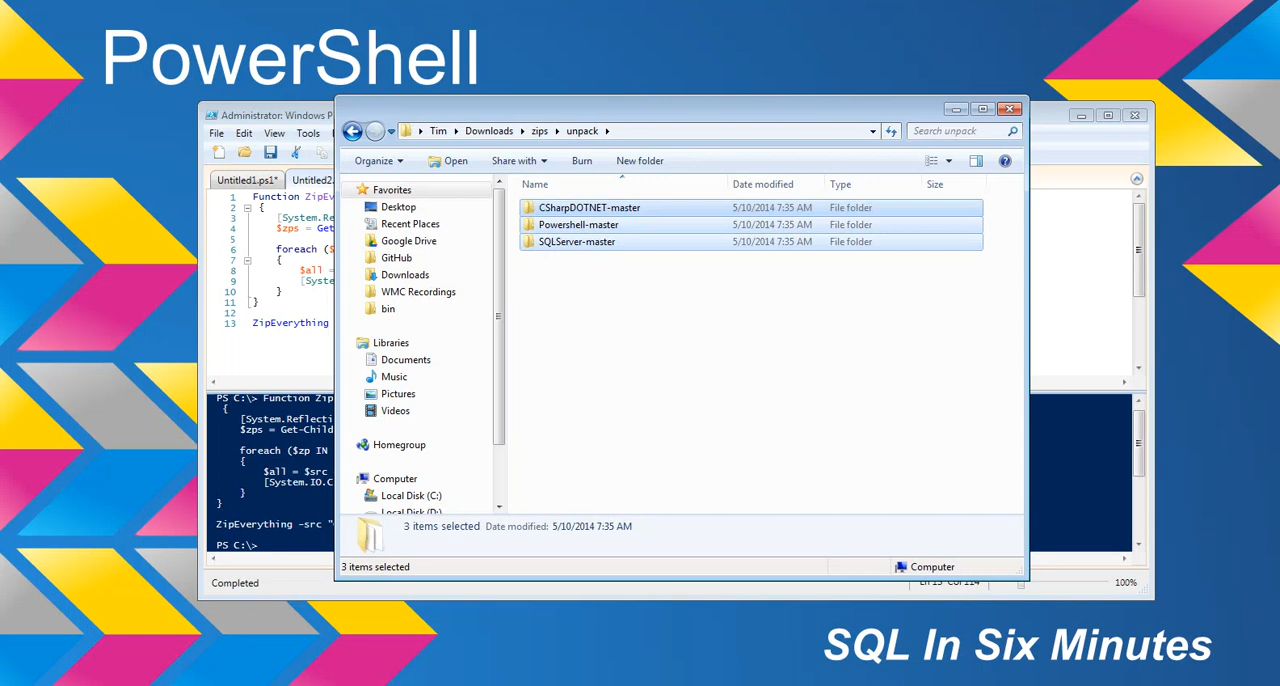 PowerShell
Administrator: Windows P
File Edit View Tools
Untitled1.ps1* Untitled2.
1 Function ZipEv
2 {
3 [System.Re
4 $zps = Get
5
6 foreach ($
7 {
8 $all =
9 [Syste
10 }
11 }
12
13 ZipEverything
PS C:\> Function Zip
{
[System.Reflecti
$zps = Get-Child
foreach ($zp IN
{
$all = $src
[System.IO.C
}
}
ZipEverything -src "
PS C:\>
Completed
100%
Tim Downloads zips unpack
Search unpack
Organize Open Share with Burn New folder
Name Date modified Type Size
CSharpDOTNET-master 5/10/2014 7:35 AM File folder
Powershell-master 5/10/2014 7:35 AM File folder
SQLServer-master 5/10/2014 7:35 AM File folder
Favorites
Desktop
Recent Places
Google Drive
GitHub
Downloads
WMC Recordings
bin
Libraries
Documents
Music
Pictures
Videos
Homegroup
Computer
Local Disk (C:)
Local Disk (D:)
3 items selected Date modified: 5/10/2014 7:35 AM
3 items selected
Computer
SQL In Six Minutes